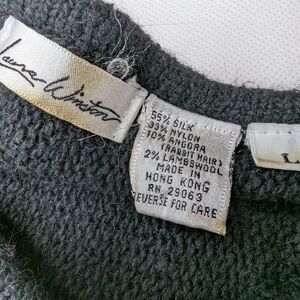 Laura Winston
55% SILK
33% NYLON
10% ANGORA
(RABBIT HAIR)
2% LAMBSWOOL
MADE IN
HONG KONG
RN 29063
REVERSE FOR CARE
L